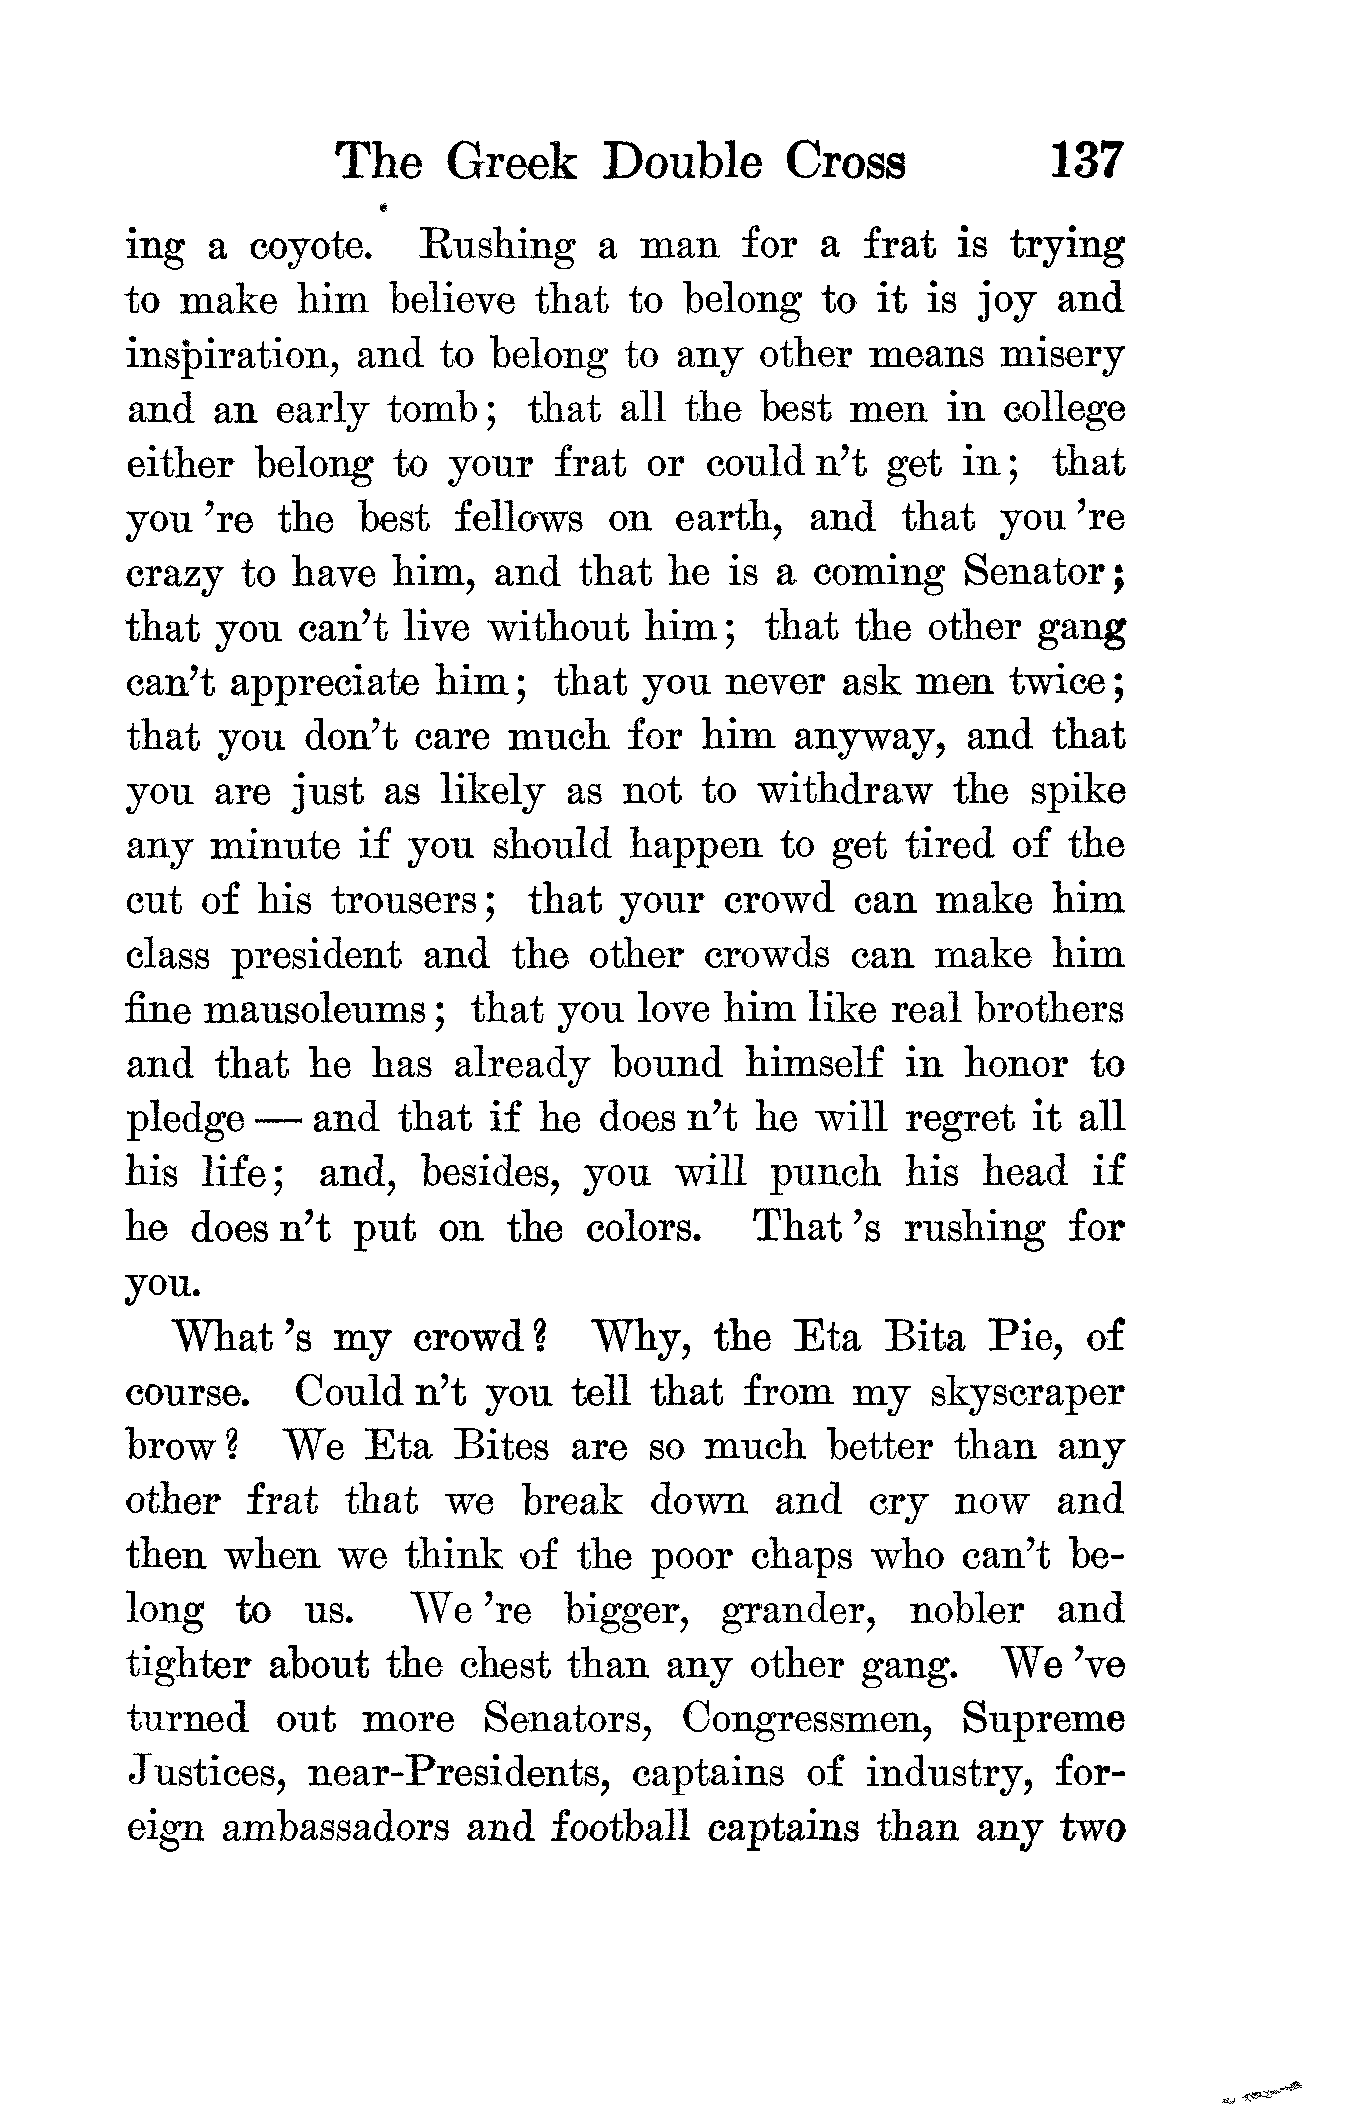 The Greek Double Cross 137
ing a coyote. Rushing a man for a frat is trying
to make him believe that to belong to it is joy and
inspiration, and to belong to any other means misery
and an early tomb; that all the best men in college
either belong to your frat or could n't get in; that
you 're the best fellows on earth, and that you 're
crazy to have him, and that he is a coming Senator;
that you can't live without him; that the other gang
can't appreciate him; that you never ask men twice;
that you don't care much for him anyway, and that
you are just as likely as not to withdraw the spike
any minute if you should happen to get tired of the
cut of his trousers; that your crowd can make him
class president and the other crowds can make him
fine mausoleums; that you love him like real brothers
and that he has already bound himself in honor to
pledge — and that if he does n't he will regret it all
his life; and, besides, you will punch his head if
he does n't put on the colors. That 's rushing for
you.
What 's my crowd? Why, the Eta Bita Pie, of
course. Could n't you tell that from my skyscraper
brow? We Eta Bites are so much better than any
other frat that we break down and cry now and
then when we think of the poor chaps who can't be-
long to us. We 're bigger, grander, nobler and
tighter about the chest than any other gang. We 've
turned out more Senators, Congressmen, Supreme
Justices, near-Presidents, captains of industry, for-
eign ambassadors and football captains than any two